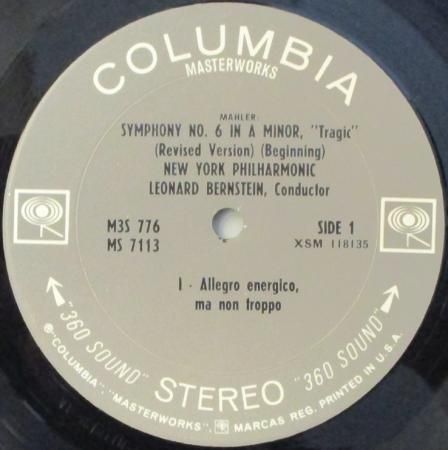 COLUMBIA
MASTERWORKS
MAHLER:
SYMPHONY NO. 6 IN A MINOR, "Tragic"
(Revised Version) (Beginning)
NEW YORK PHILHARMONIC
LEONARD BERNSTEIN, Conductor
M3S 776
MS 7113
SIDE 1
XSM 118135
I - Allegro energico,
ma non troppo
"360 SOUND" STEREO "360 SOUND"
® "COLUMBIA", "MASTERWORKS", MARCAS REG. PRINTED IN U.S.A.